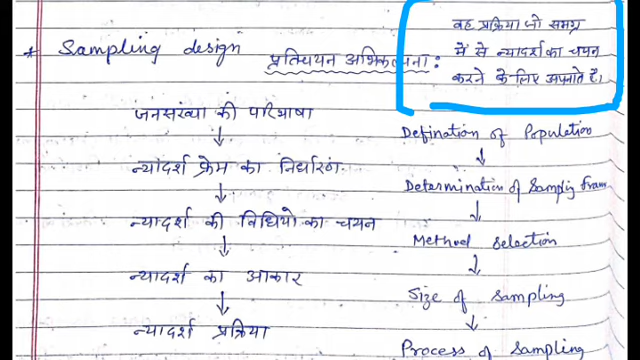 * Sampling design प्रतिचयन अभिकल्पना :
वह प्रक्रिया जो समग्र
में से न्यादर्श का चयन
करने के लिए अपनाते है।
जनसंख्या की परिभाषा
↓
न्यादर्श फ्रेम का निर्धारण
↓
न्यादर्श की विधियो का चयन
↓
न्यादर्श का आकार
↓
न्यादर्श प्रक्रिया
Defination of Population
↓
Determination of Samplig fram
↓
Method Selection
↓
Size of Sampling
↓
Process of Sampling